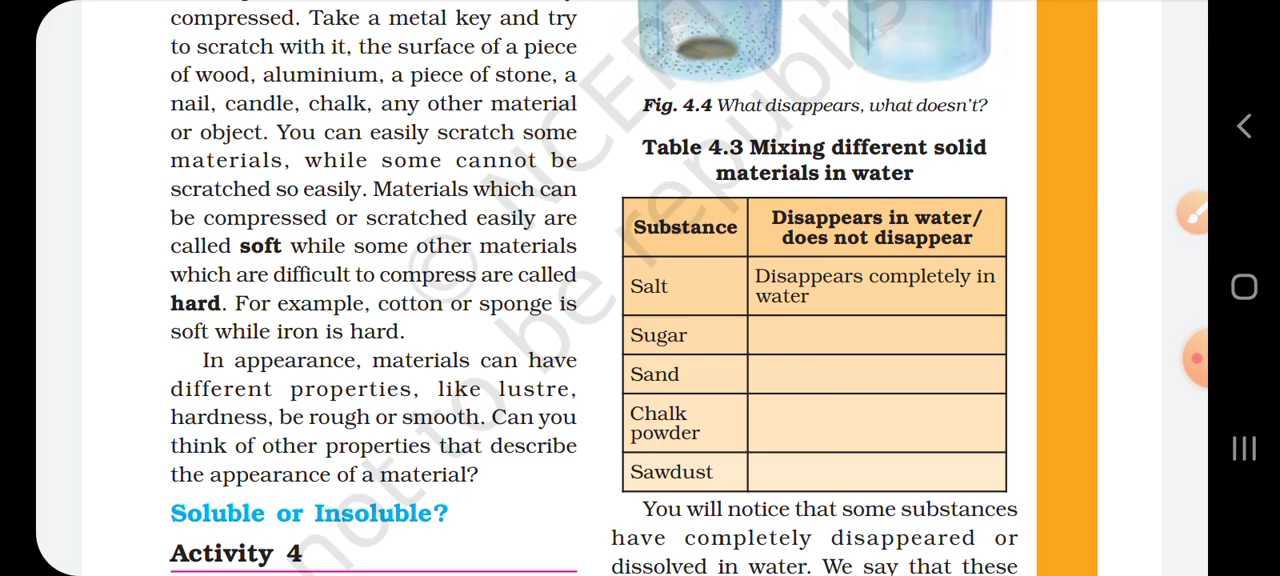 compressed. Take a metal key and try
to scratch with it, the surface of a piece
of wood, aluminium, a piece of stone, a
nail, candle, chalk, any other material
or object. You can easily scratch some
materials, while some cannot be
scratched so easily. Materials which can
be compressed or scratched easily are
called soft while some other materials
which are difficult to compress are called
hard. For example, cotton or sponge is
soft while iron is hard.
In appearance, materials can have
different properties, like lustre,
hardness, be rough or smooth. Can you
think of other properties that describe
the appearance of a material?
Soluble or Insoluble?
Activity 4
Fig. 4.4 What disappears, what doesn't?
Table 4.3 Mixing different solid
materials in water
Substance
Disappears in water/
does not disappear
Salt
Disappears completely in
water
Sugar
Sand
Chalk
powder
Sawdust
You will notice that some substances
have completely disappeared or
dissolved in water. We say that these
© NCERT
not to be republis